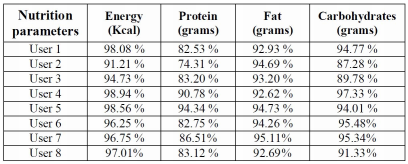 Nutrition parameters Energy (Kcal) Protein (grams) Fat (grams) Carbohydrates (grams)
User 1 98.08 % 82.53 % 92.93 % 94.77 %
User 2 91.21 % 74.31 % 94.69 % 87.28 %
User 3 94.73 % 83.20 % 93.20 % 89.78 %
User 4 98.94 % 90.78 % 92.62 % 97.33 %
User 5 98.56 % 94.34 % 94.73 % 94.01 %
User 6 96.25 % 82.75 % 94.26 % 95.48%
User 7 96.75 % 86.51% 95.11% 95.34%
User 8 97.01% 83.12 % 92.69% 91.33%